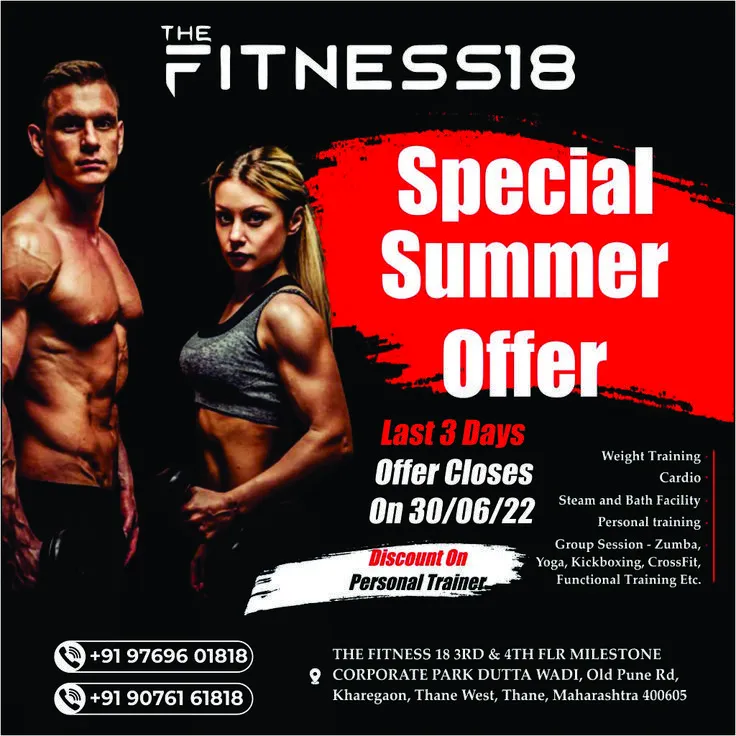 THE
FITNESS18
Special
Summer
Offer
Last 3 Days
Offer Closes
On 30/06/22
Discount On
Personal Trainer
Weight Training
Cardio
Steam and Bath Facility
Personal training
Group Session - Zumba,
Yoga, Kickboxing, CrossFit,
Functional Training Etc.
+91 97696 01818
+91 90761 61818
THE FITNESS 18 3RD & 4TH FLR MILESTONE
CORPORATE PARK DUTTA WADI, Old Pune Rd,
Kharegaon, Thane West, Thane, Maharashtra 400605